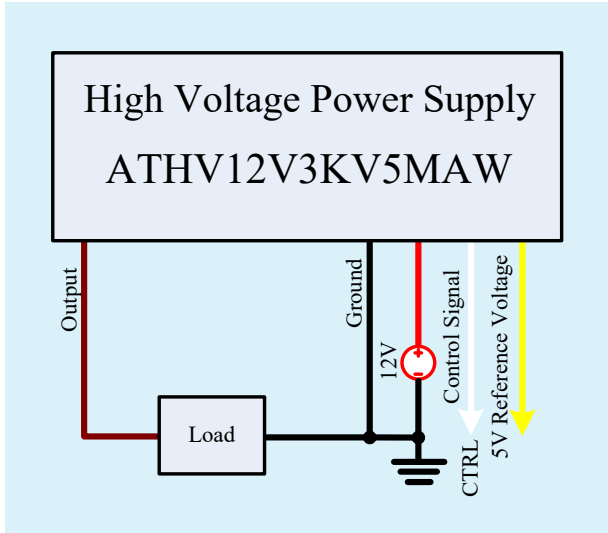 High Voltage Power Supply
ATHV12V3KV5MAW
Output
Ground
12V
Control Signal
5V Reference Voltage
Load
CTRL